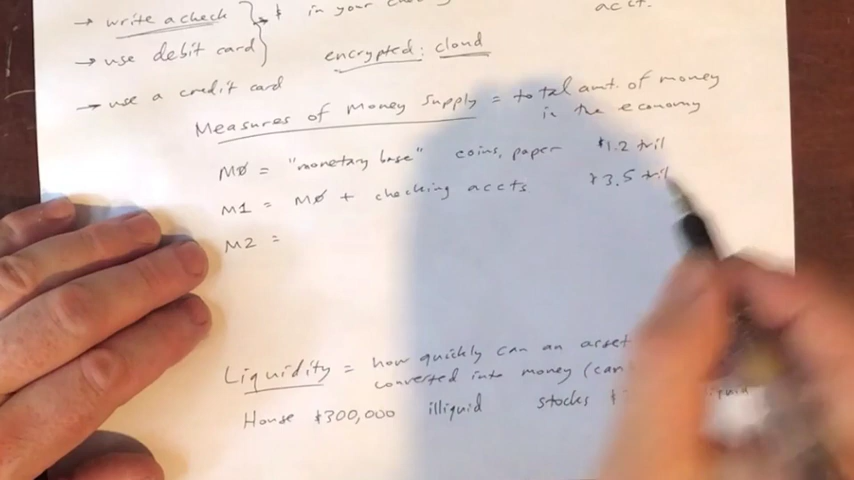 → write a check } → $ in your
acct.
→ use debit card
encrypted: cloud
→ use a credit card
Measures of Money Supply = total amt. of money
in the economy
MØ = "monetary base" coins, paper $1.2 tril
M1 = MØ + checking accts $3.5 tril
M2 =
Liquidity = how quickly can an asset
converted into money (can
House $300,000 illiquid stocks